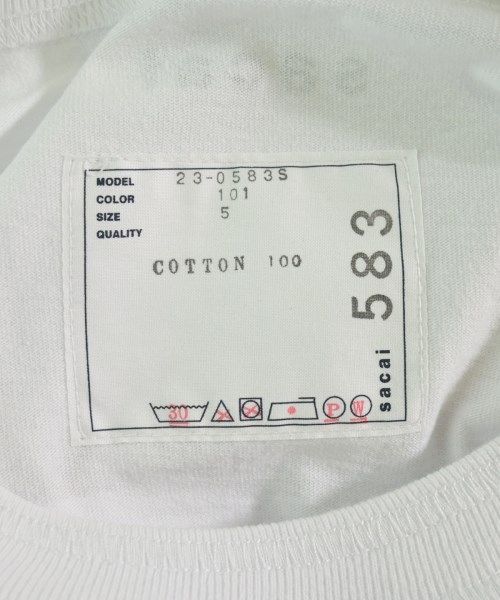 MODEL 23-0583S
COLOR 101
SIZE 5
QUALITY
COTTON 100
583
sacai
30 P W